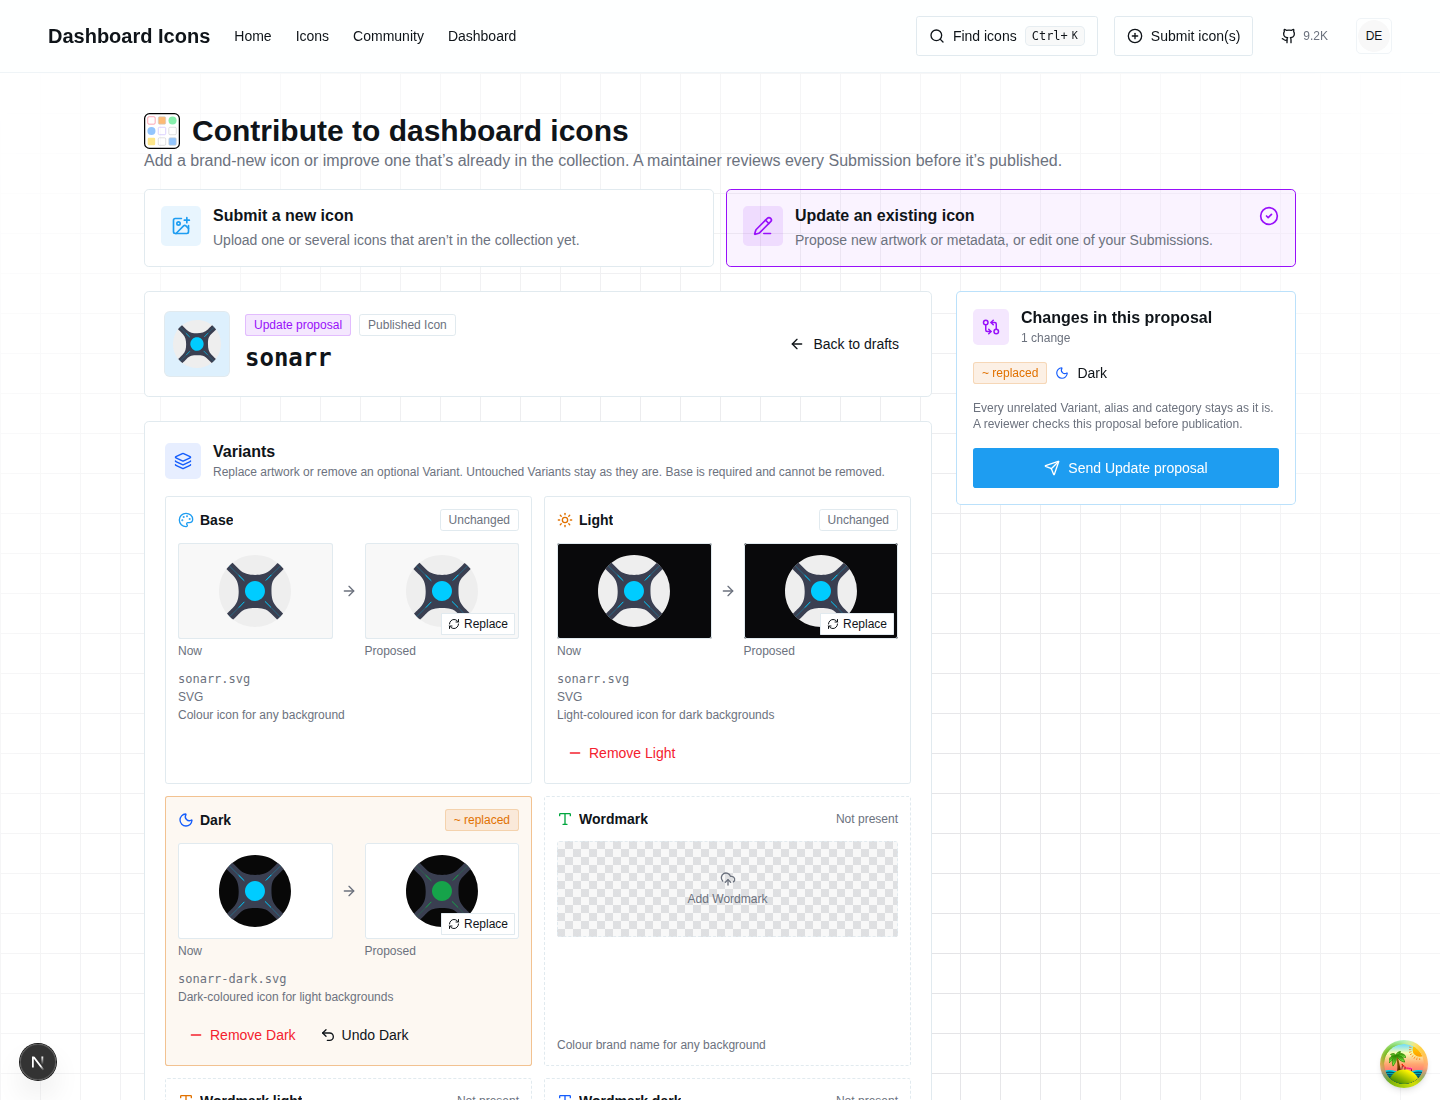 Dashboard Icons
Home
Icons
Community
Dashboard
Find icons Ctrl+ K
Submit icon(s)
9.2K
DE
Contribute to dashboard icons
Add a brand-new icon or improve one that’s already in the collection. A maintainer reviews every Submission before it’s published.
Submit a new icon
Upload one or several icons that aren’t in the collection yet.
Update an existing icon
Propose new artwork or metadata, or edit one of your Submissions.
Update proposal
Published Icon
sonarr
Back to drafts
Changes in this proposal
1 change
~ replaced
Dark
Every unrelated Variant, alias and category stays as it is.
A reviewer checks this proposal before publication.
Send Update proposal
Variants
Replace artwork or remove an optional Variant. Untouched Variants stay as they are. Base is required and cannot be removed.
Base
Unchanged
Replace
Now
Proposed
sonarr.svg
SVG
Colour icon for any background
Light
Unchanged
Replace
Now
Proposed
sonarr.svg
SVG
Light-coloured icon for dark backgrounds
Remove Light
Dark
~ replaced
Replace
Now
Proposed
sonarr-dark.svg
Dark-coloured icon for light backgrounds
Remove Dark
Undo Dark
Wordmark
Not present
Add Wordmark
Colour brand name for any background
Wordmark light
Not present
Wordmark dark
Not present